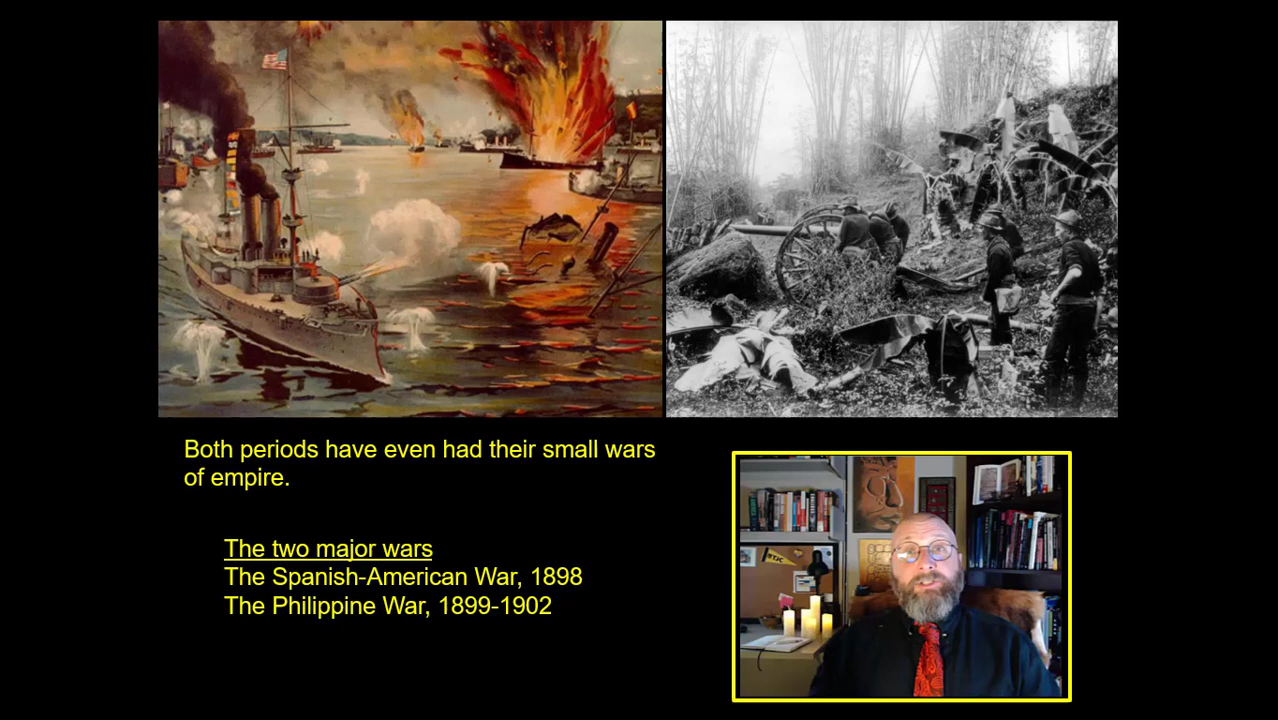 Both periods have even had their small wars
of empire.
The two major wars
The Spanish-American War, 1898
The Philippine War, 1899-1902